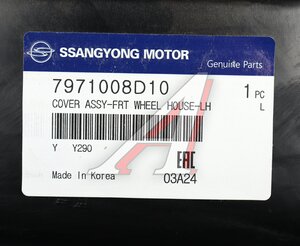 SSANGYONG MOTOR
Genuine Parts
7971008D10
1 PC
COVER ASSY-FRT WHEEL HOUSE-LH
L
Y Y290
EAC
Made In Korea
03A24